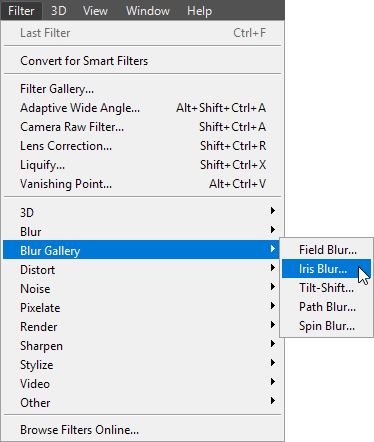 Filter 3D View Window Help
Last Filter Ctrl+F
Convert for Smart Filters
Filter Gallery...
Adaptive Wide Angle... Alt+Shift+Ctrl+A
Camera Raw Filter... Shift+Ctrl+A
Lens Correction... Shift+Ctrl+R
Liquify... Shift+Ctrl+X
Vanishing Point... Alt+Ctrl+V
3D
Blur
Blur Gallery
Field Blur...
Iris Blur...
Tilt-Shift...
Path Blur...
Spin Blur...
Distort
Noise
Pixelate
Render
Sharpen
Stylize
Video
Other
Browse Filters Online...